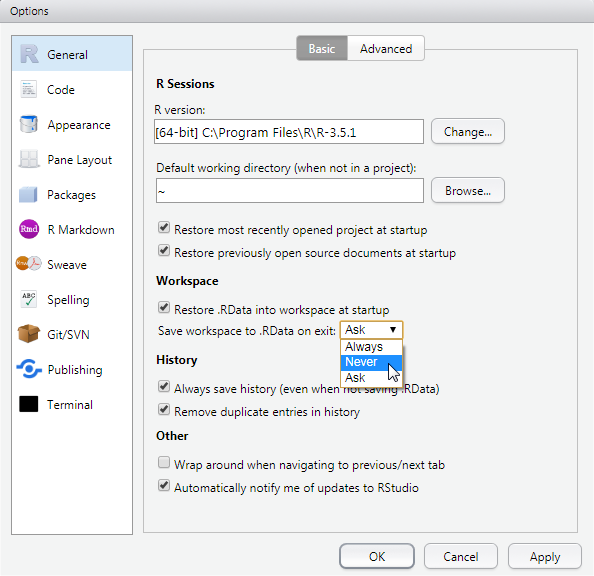 Options
General
Code
Appearance
Pane Layout
Packages
Rmd R Markdown
Sweave
ABC Spelling
Git/SVN
Publishing
Terminal
Basic Advanced
R Sessions
R version:
[64-bit] C:\Program Files\R\R-3.5.1 Change...
Default working directory (when not in a project):
~ Browse...
Restore most recently opened project at startup
Restore previously open source documents at startup
Workspace
Restore .RData into workspace at startup
Save workspace to .RData on exit: Ask
Always
Never
Ask
History
Always save history (even when not saving .RData)
Remove duplicate entries in history
Other
Wrap around when navigating to previous/next tab
Automatically notify me of updates to RStudio
OK Cancel Apply